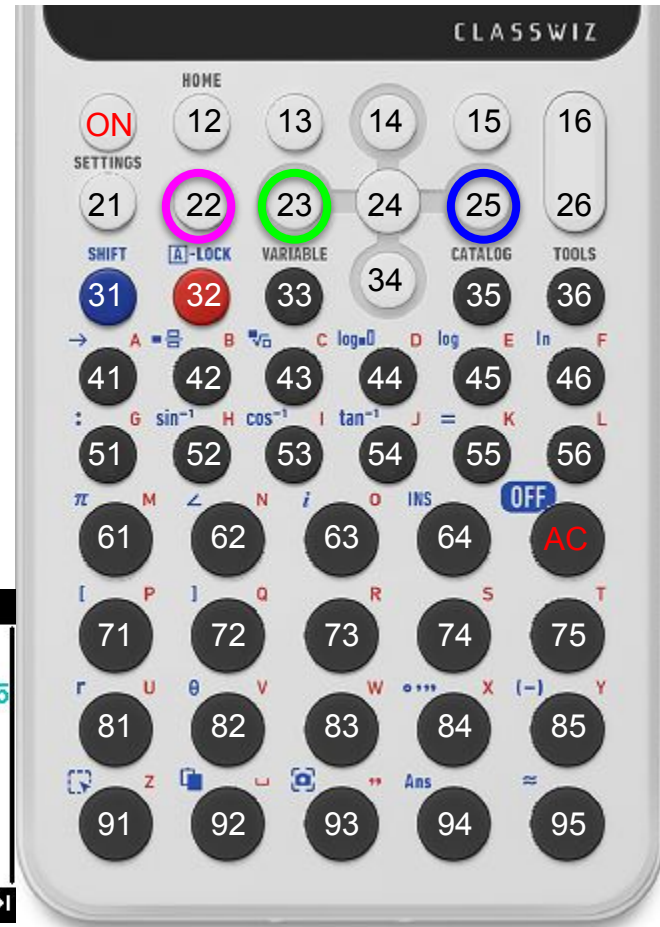 CLASSWIZ
HOME
ON 12 13 14 15 16
SETTINGS
21 22 23 24 25 26
SHIFT A-LOCK VARIABLE CATALOG TOOLS
31 32 33 34 35 36
→ A B C log D log E ln F
41 42 43 44 45 46
: G sin⁻¹ H cos⁻¹ I tan⁻¹ J = K L
51 52 53 54 55 56
π M ∠ N i O INS OFF
61 62 63 64 AC
[ P ] Q R S T
71 72 73 74 75
r U θ V W ° ’ ” X (-) Y
81 82 83 84 85
Z ” Ans ≈
91 92 93 94 95